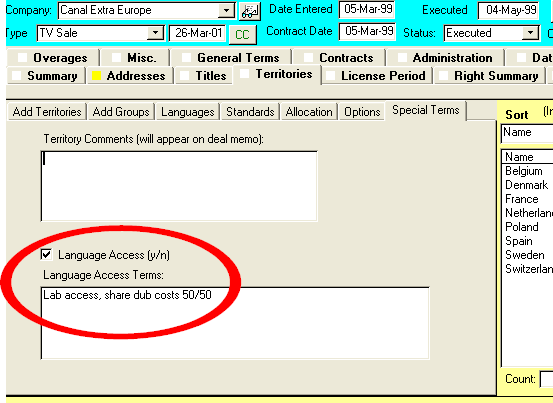 Company: Canal Extra Europe Date Entered 05-Mar-99 Executed 04-May-99
Type TV Sale 26-Mar-01 CC Contract Date 05-Mar-99 Status: Executed
Overages Misc. General Terms Contracts Administration
Summary Addresses Titles Territories License Period Right Summary
Add Territories Add Groups Languages Standards Allocation Options Special Terms
Sort
Territory Comments (will appear on deal memo):
Name
Name
Belgium
Denmark
France
Netherlan
Poland
Spain
Sweden
Switzerlan
Language Access (y/n)
Language Access Terms:
Lab access, share dub costs 50/50
Count: